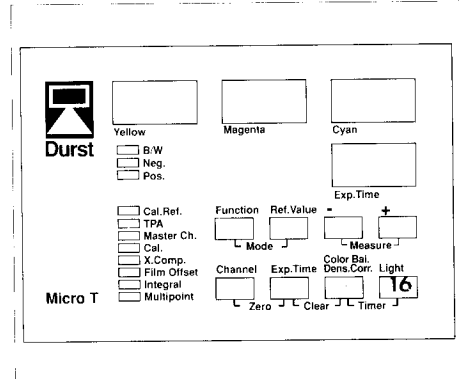 Yellow Magenta Cyan
Durst
B/W
Neg.
Pos.
Exp.Time
Cal.Ref.
TPA
Master Ch.
Cal.
X.Comp.
Film Offset
Integral
Multipoint
Function Ref.Value - +
Mode Measure
Channel Exp.Time Color Bal. Dens.Corr. Light
16
Zero Clear Timer
Micro T